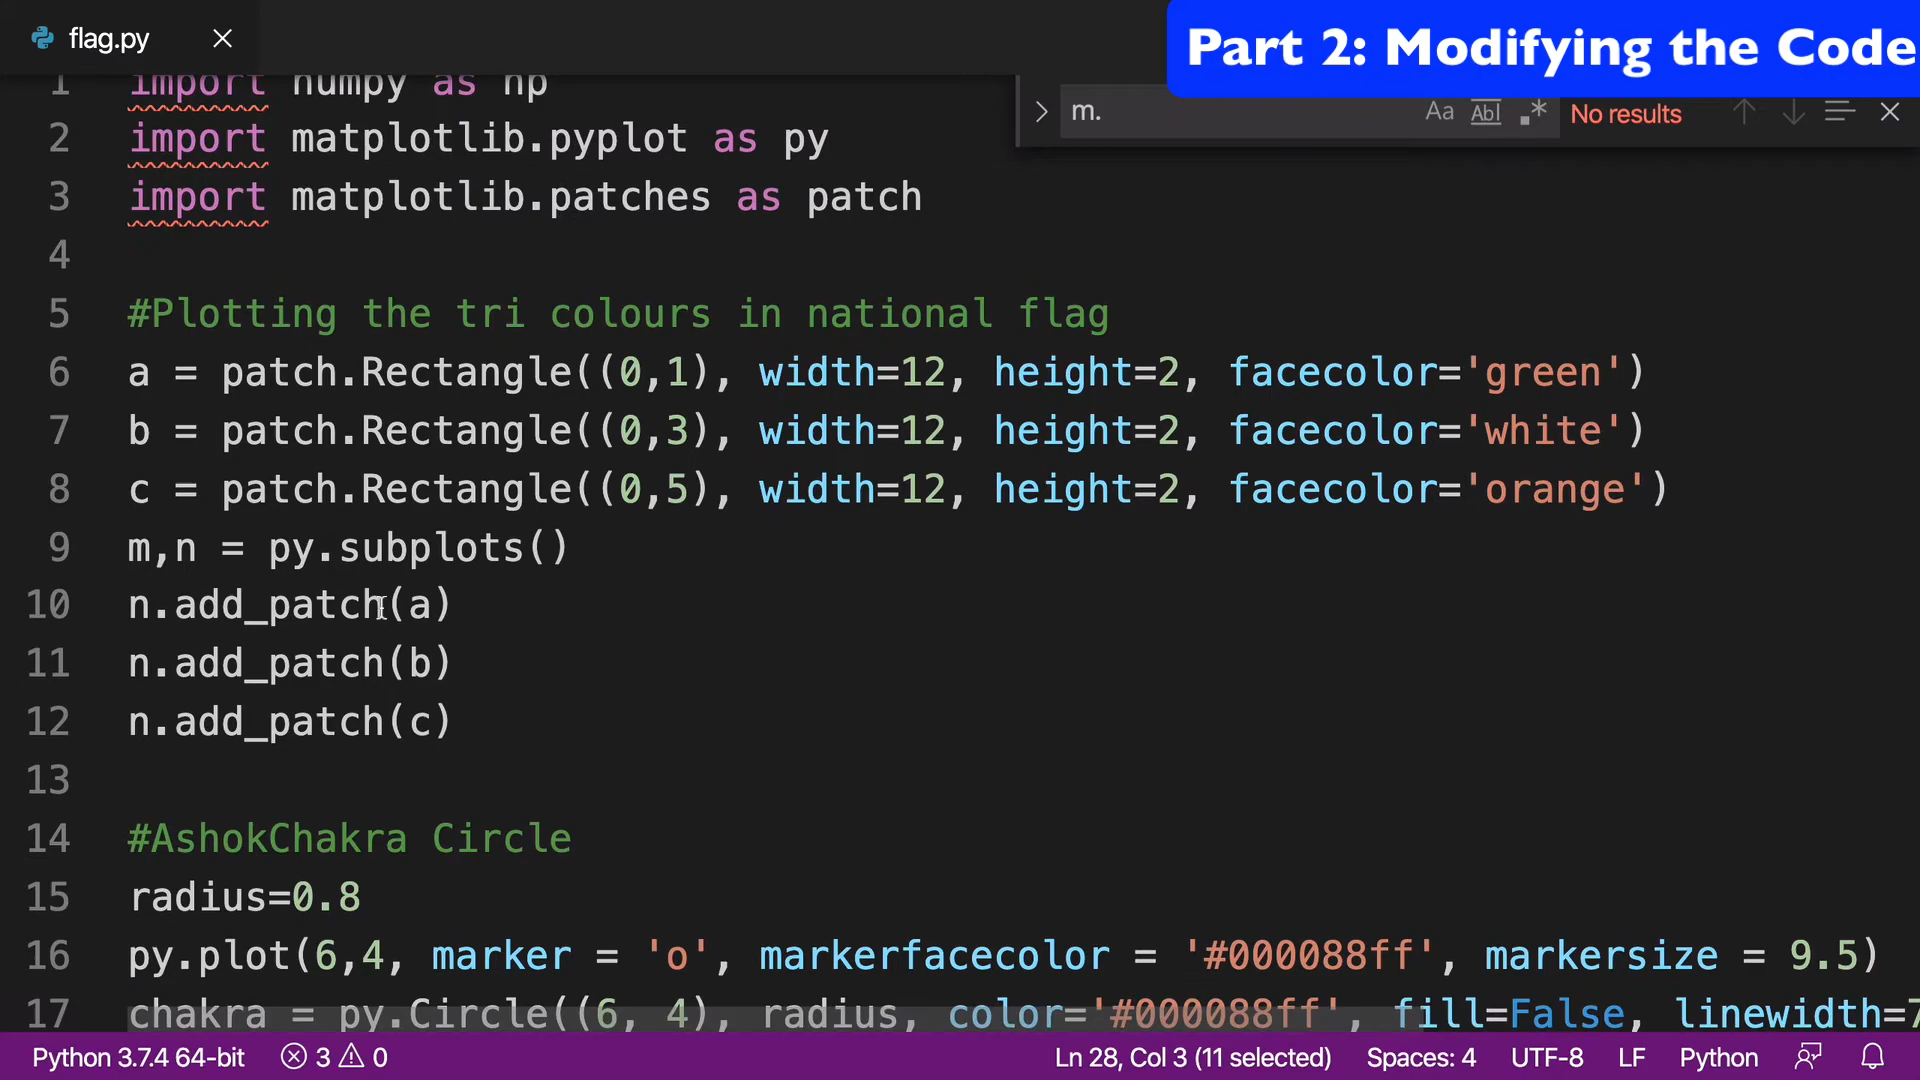 flag.py
Part 2: Modifying the Code
m.
Aa
Abl
.*
No results
1 import numpy as np
2 import matplotlib.pyplot as py
3 import matplotlib.patches as patch
4
5 #Plotting the tri colours in national flag
6 a = patch.Rectangle((0,1), width=12, height=2, facecolor='green')
7 b = patch.Rectangle((0,3), width=12, height=2, facecolor='white')
8 c = patch.Rectangle((0,5), width=12, height=2, facecolor='orange')
9 m,n = py.subplots()
10 n.add_patch(a)
11 n.add_patch(b)
12 n.add_patch(c)
13
14 #AshokChakra Circle
15 radius=0.8
16 py.plot(6,4, marker = 'o', markerfacecolor = '#000088ff', markersize = 9.5)
17 chakra = py.Circle((6, 4), radius, color='#000088ff', fill=False, linewidth=7
Python 3.7.4 64-bit 3 0 Ln 28, Col 3 (11 selected) Spaces: 4 UTF-8 LF Python